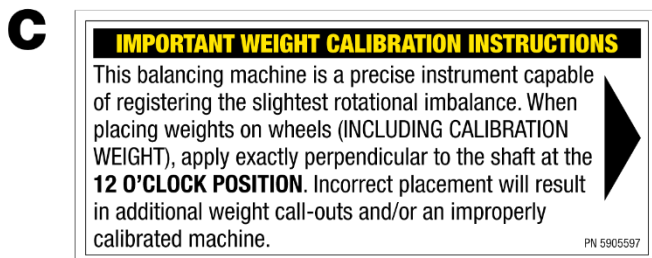 C
IMPORTANT WEIGHT CALIBRATION INSTRUCTIONS
This balancing machine is a precise instrument capable
of registering the slightest rotational imbalance. When
placing weights on wheels (INCLUDING CALIBRATION
WEIGHT), apply exactly perpendicular to the shaft at the
12 O'CLOCK POSITION. Incorrect placement will result
in additional weight call-outs and/or an improperly
calibrated machine.
PN 5905597